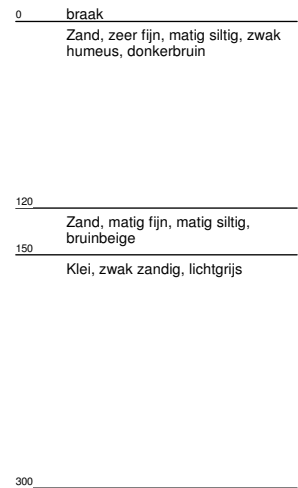 0 braak
Zand, zeer fijn, matig siltig, zwak
humeus, donkerbruin
120
Zand, matig fijn, matig siltig,
bruinbeige
150
Klei, zwak zandig, lichtgrijs
300